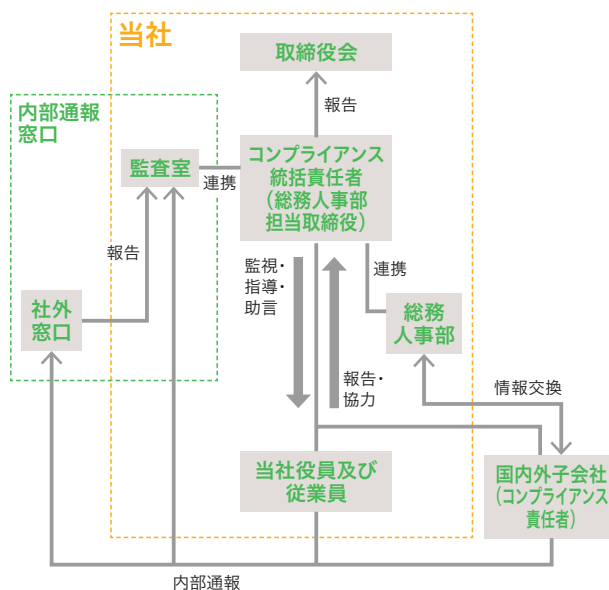 当社
取締役会
報告
内部通報
窓口
監査室
連携
コンプライアンス
統括責任者
（総務人事部
担当取締役）
報告
監視・
指導・
助言
連携
社外
窓口
総務
人事部
報告・
協力
情報交換
当社役員及び
従業員
国内外子会社
（コンプライアンス
責任者）
内部通報